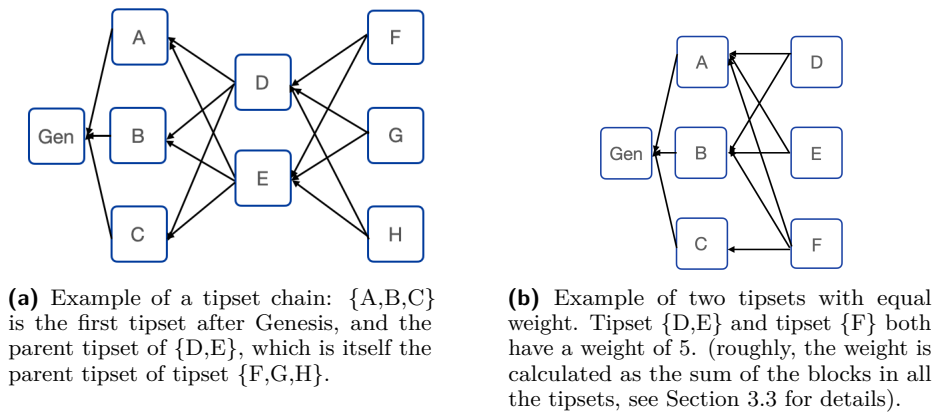 A
F
D
Gen
B
G
E
C
H
A
D
Gen
B
E
C
F
(a) Example of a tipset chain: {A,B,C}
is the first tipset after Genesis, and the
parent tipset of {D,E}, which is itself the
parent tipset of tipset {F,G,H}.
(b) Example of two tipsets with equal
weight. Tipset {D,E} and tipset {F} both
have a weight of 5. (roughly, the weight is
calculated as the sum of the blocks in all
the tipsets, see Section 3.3 for details).